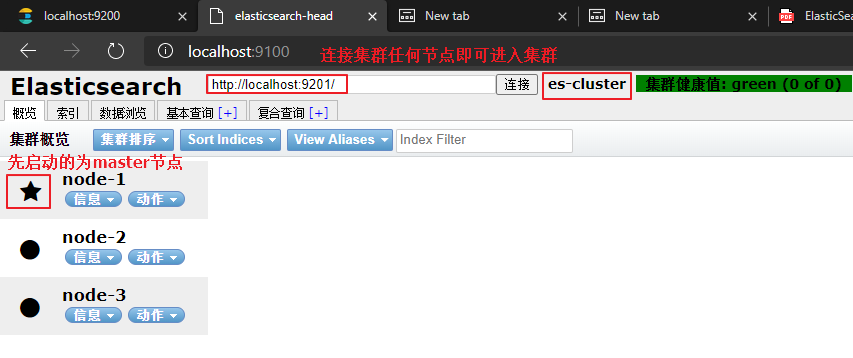 localhost:9200
elasticsearch-head
New tab
New tab
ElasticSea
localhost:9100
连接集群任何节点即可进入集群
Elasticsearch
http://localhost:9201/
连接
es-cluster
集群健康值: green (0 of 0)
概览
索引
数据浏览
基本查询 [+]
复合查询 [+]
集群概览
集群排序
Sort Indices
View Aliases
Index Filter
先启动的为master节点
node-1
信息
动作
node-2
信息
动作
node-3
信息
动作